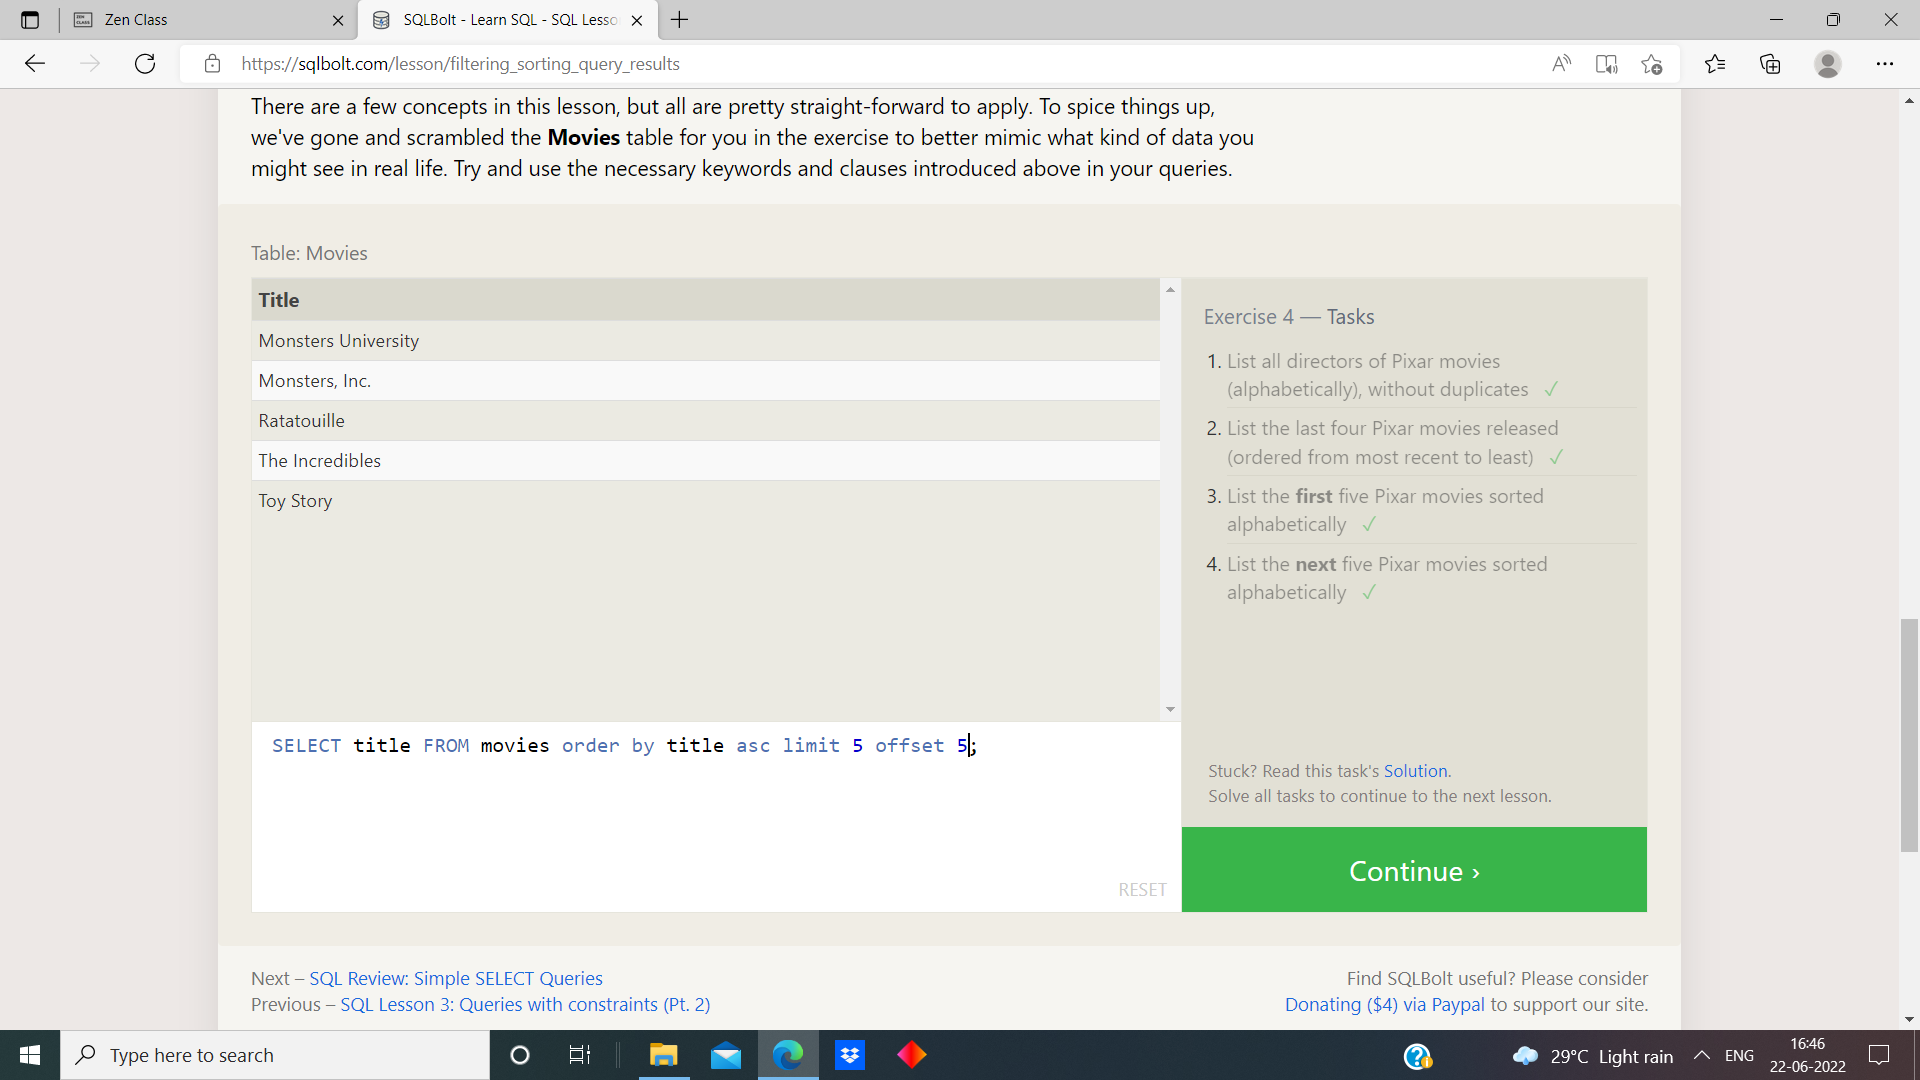 Zen Class
SQLBolt - Learn SQL - SQL Lesso
https://sqlbolt.com/lesson/filtering_sorting_query_results
There are a few concepts in this lesson, but all are pretty straight-forward to apply. To spice things up,
we've gone and scrambled the Movies table for you in the exercise to better mimic what kind of data you
might see in real life. Try and use the necessary keywords and clauses introduced above in your queries.
Table: Movies
Title
Monsters University
Monsters, Inc.
Ratatouille
The Incredibles
Toy Story
SELECT title FROM movies order by title asc limit 5 offset 5;
RESET
Exercise 4 — Tasks
1. List all directors of Pixar movies
(alphabetically), without duplicates ✓
2. List the last four Pixar movies released
(ordered from most recent to least) ✓
3. List the first five Pixar movies sorted
alphabetically ✓
4. List the next five Pixar movies sorted
alphabetically ✓
Stuck? Read this task's Solution.
Solve all tasks to continue to the next lesson.
Continue ›
Next – SQL Review: Simple SELECT Queries
Previous – SQL Lesson 3: Queries with constraints (Pt. 2)
Find SQLBolt useful? Please consider
Donating ($4) via Paypal to support our site.
Type here to search
29°C Light rain
ENG
16:46
22-06-2022